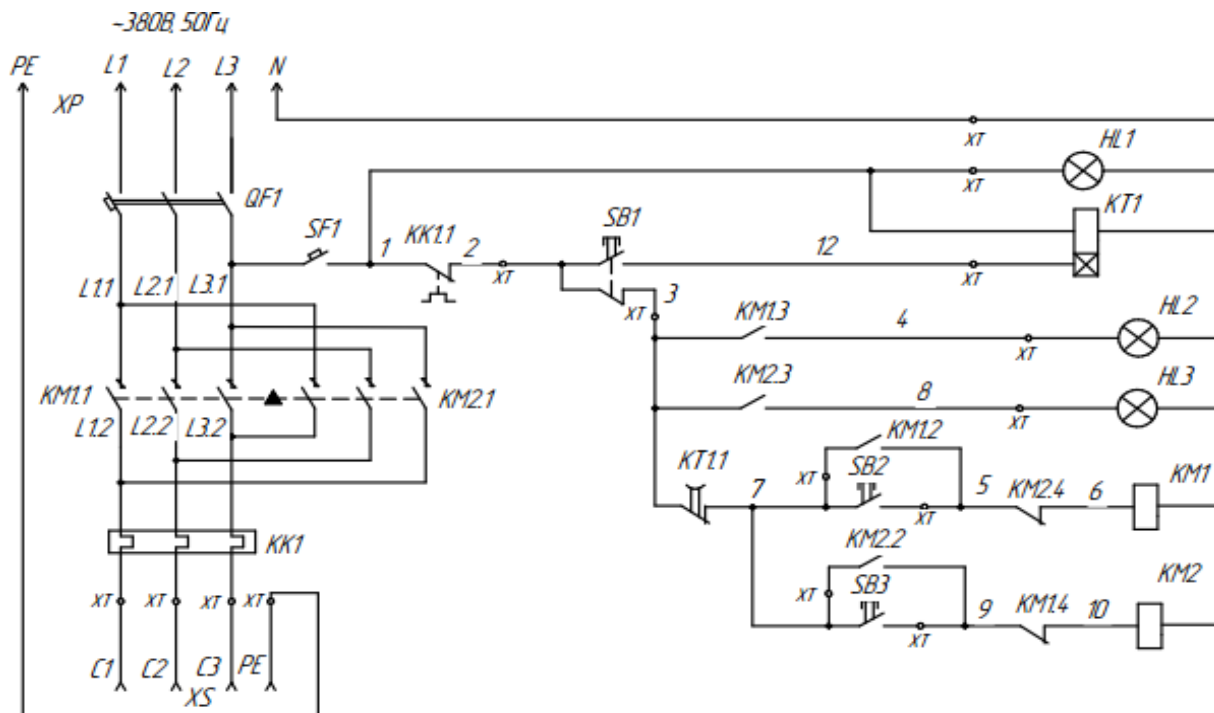 ~380В, 50Гц
PE L1 L2 L3 N
XP
XT
HL1
XT
QF1
KT1
SF1
SB1
1 KK1.1 2
12
XT
XT
L1.1 L2.1 L3.1
3
XT
KM1.3
4
HL2
XT
KM1.1
KM2.1
KM2.3
8
HL3
XT
L1.2 L2.2 L3.2
KM1.2
KT1.1
SB2
XT
7
5
KM2.4
6
KM1
XT
KK1
KM2.2
SB3
KM2
XT
XT XT XT XT
9
KM1.4
10
XT
C1 C2 C3 PE
XS